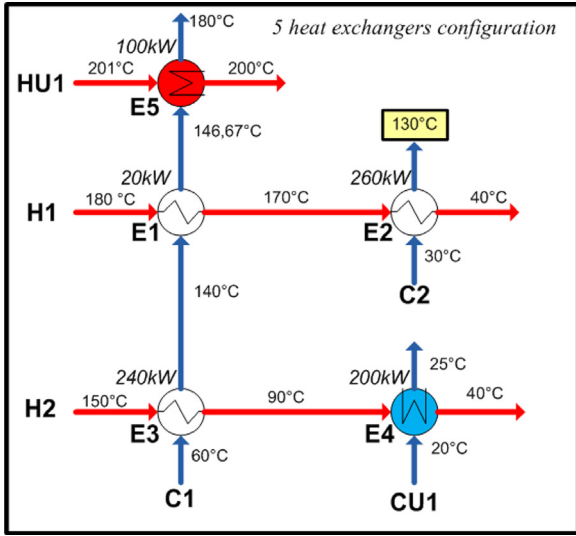 180°C
5 heat exchangers configuration
100kW
201°C
200°C
HU1
E5
146,67°C
130°C
20kW
260kW
180 °C
170°C
40°C
H1
E1
E2
30°C
C2
140°C
240kW
200kW
25°C
150°C
90°C
40°C
H2
E3
E4
60°C
20°C
C1
CU1